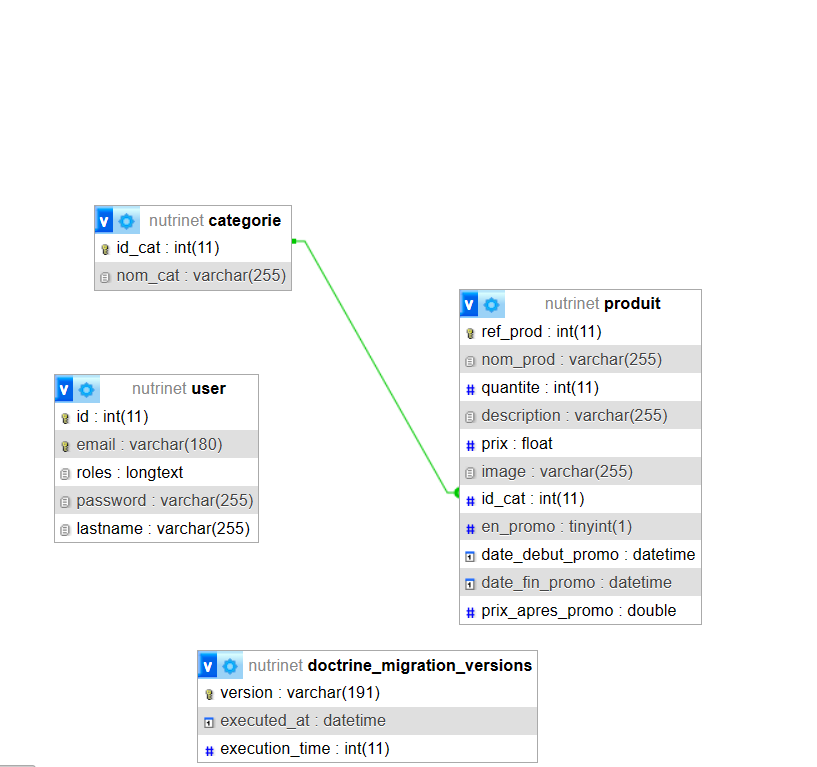 v nutrinet categorie
id_cat : int(11)
nom_cat : varchar(255)
v nutrinet produit
ref_prod : int(11)
nom_prod : varchar(255)
# quantite : int(11)
description : varchar(255)
# prix : float
image : varchar(255)
# id_cat : int(11)
# en_promo : tinyint(1)
date_debut_promo : datetime
date_fin_promo : datetime
# prix_apres_promo : double
v nutrinet user
id : int(11)
email : varchar(180)
roles : longtext
password : varchar(255)
lastname : varchar(255)
v nutrinet doctrine_migration_versions
version : varchar(191)
executed_at : datetime
# execution_time : int(11)